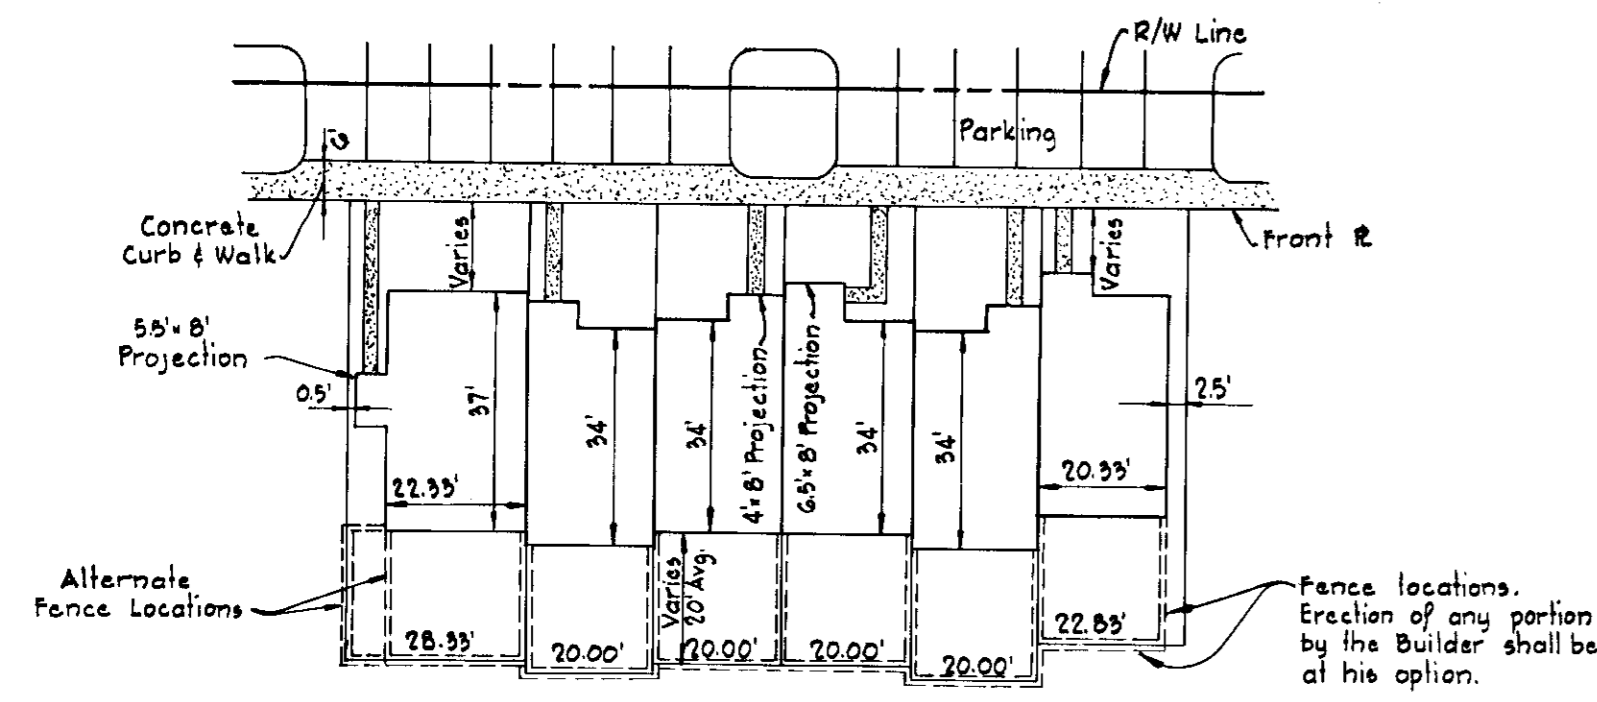 R/W Line
Parking
6'
Concrete
Curb & Walk
Varies
Varies
Front ℞
5.5' x 8'
Projection
0.5'
37'
34'
34'
4' x 8' Projection
6.5' x 8' Projection
34'
34'
2.5'
22.33'
20.33'
Alternate
Fence Locations
Varies
20' Avg.
28.33'
20.00'
20.00'
20.00'
20.00'
22.83'
Fence locations.
Erection of any portion
by the Builder shall be
at his option.